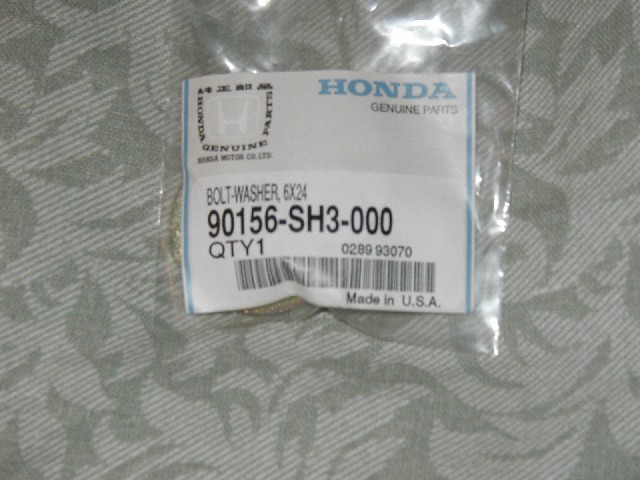 純正部品
HONDA GENUINE PARTS
HONDA MOTOR CO.,LTD.
HONDA
GENUINE PARTS
BOLT-WASHER, 6X24
90156-SH3-000
QTY1
0289 93070
Made in U.S.A.